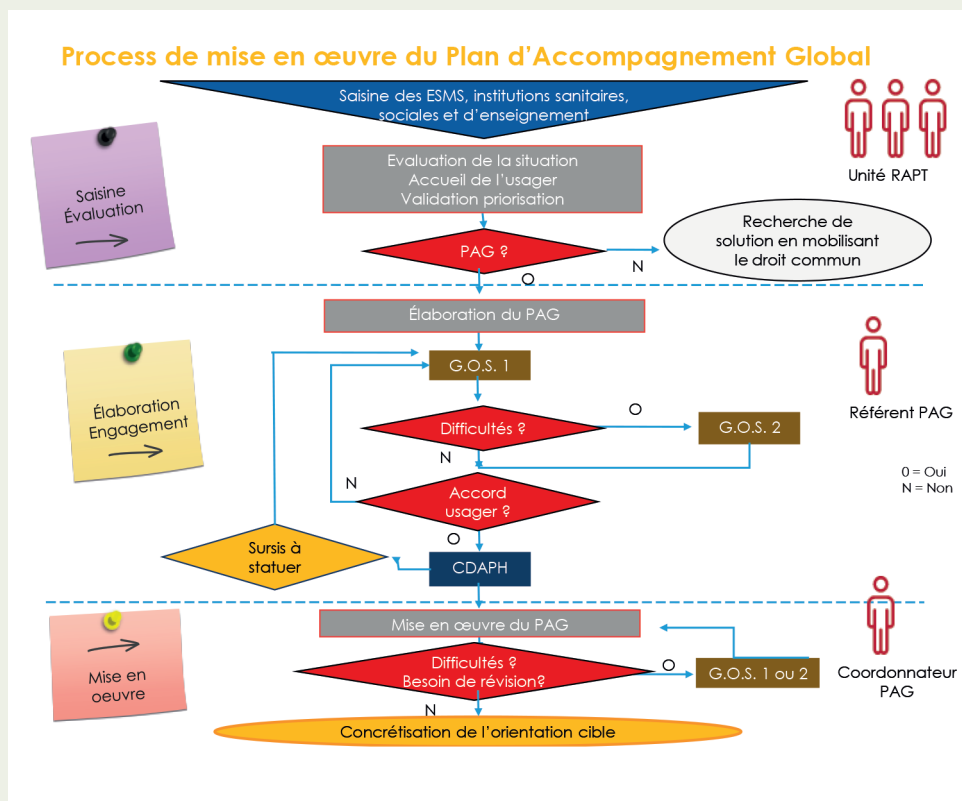 Process de mise en œuvre du Plan d'Accompagnement Global
Saisine des ESMS, institutions sanitaires,
sociales et d'enseignement
Unité RAPT
Saisine
Évaluation
Evaluation de la situation
Accueil de l'usager
Validation priorisation
PAG ?
N
O
Recherche de
solution en mobilisant
le droit commun
Élaboration du PAG
G.O.S. 1
Élaboration
Engagement
Difficultés ?
O
G.O.S. 2
N
Référent PAG
0 = Oui
N = Non
N
Accord
usager ?
O
Sursis à
statuer
CDAPH
Mise en œuvre du PAG
Mise en
oeuvre
Difficultés ?
Besoin de révision?
O
G.O.S. 1 ou 2
Coordonnateur
PAG
N
Concrétisation de l'orientation cible